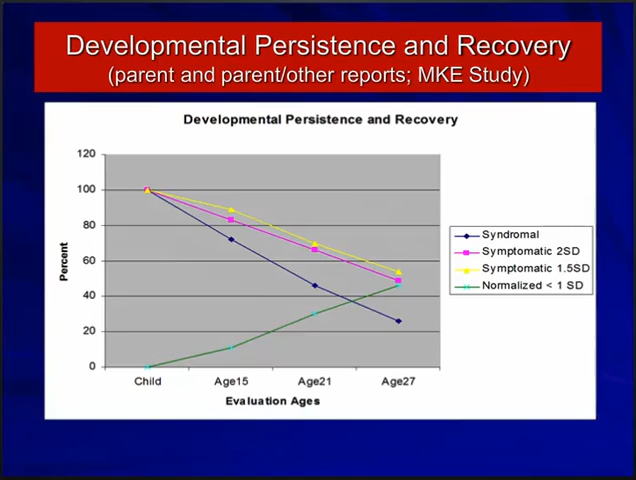 Developmental Persistence and Recovery
(parent and parent/other reports; MKE Study)
Developmental Persistence and Recovery
120
100
80
60
40
20
0
Percent
Child Age15 Age21 Age27
Evaluation Ages
Syndromal
Symptomatic 2SD
Symptomatic 1.5SD
Normalized < 1 SD